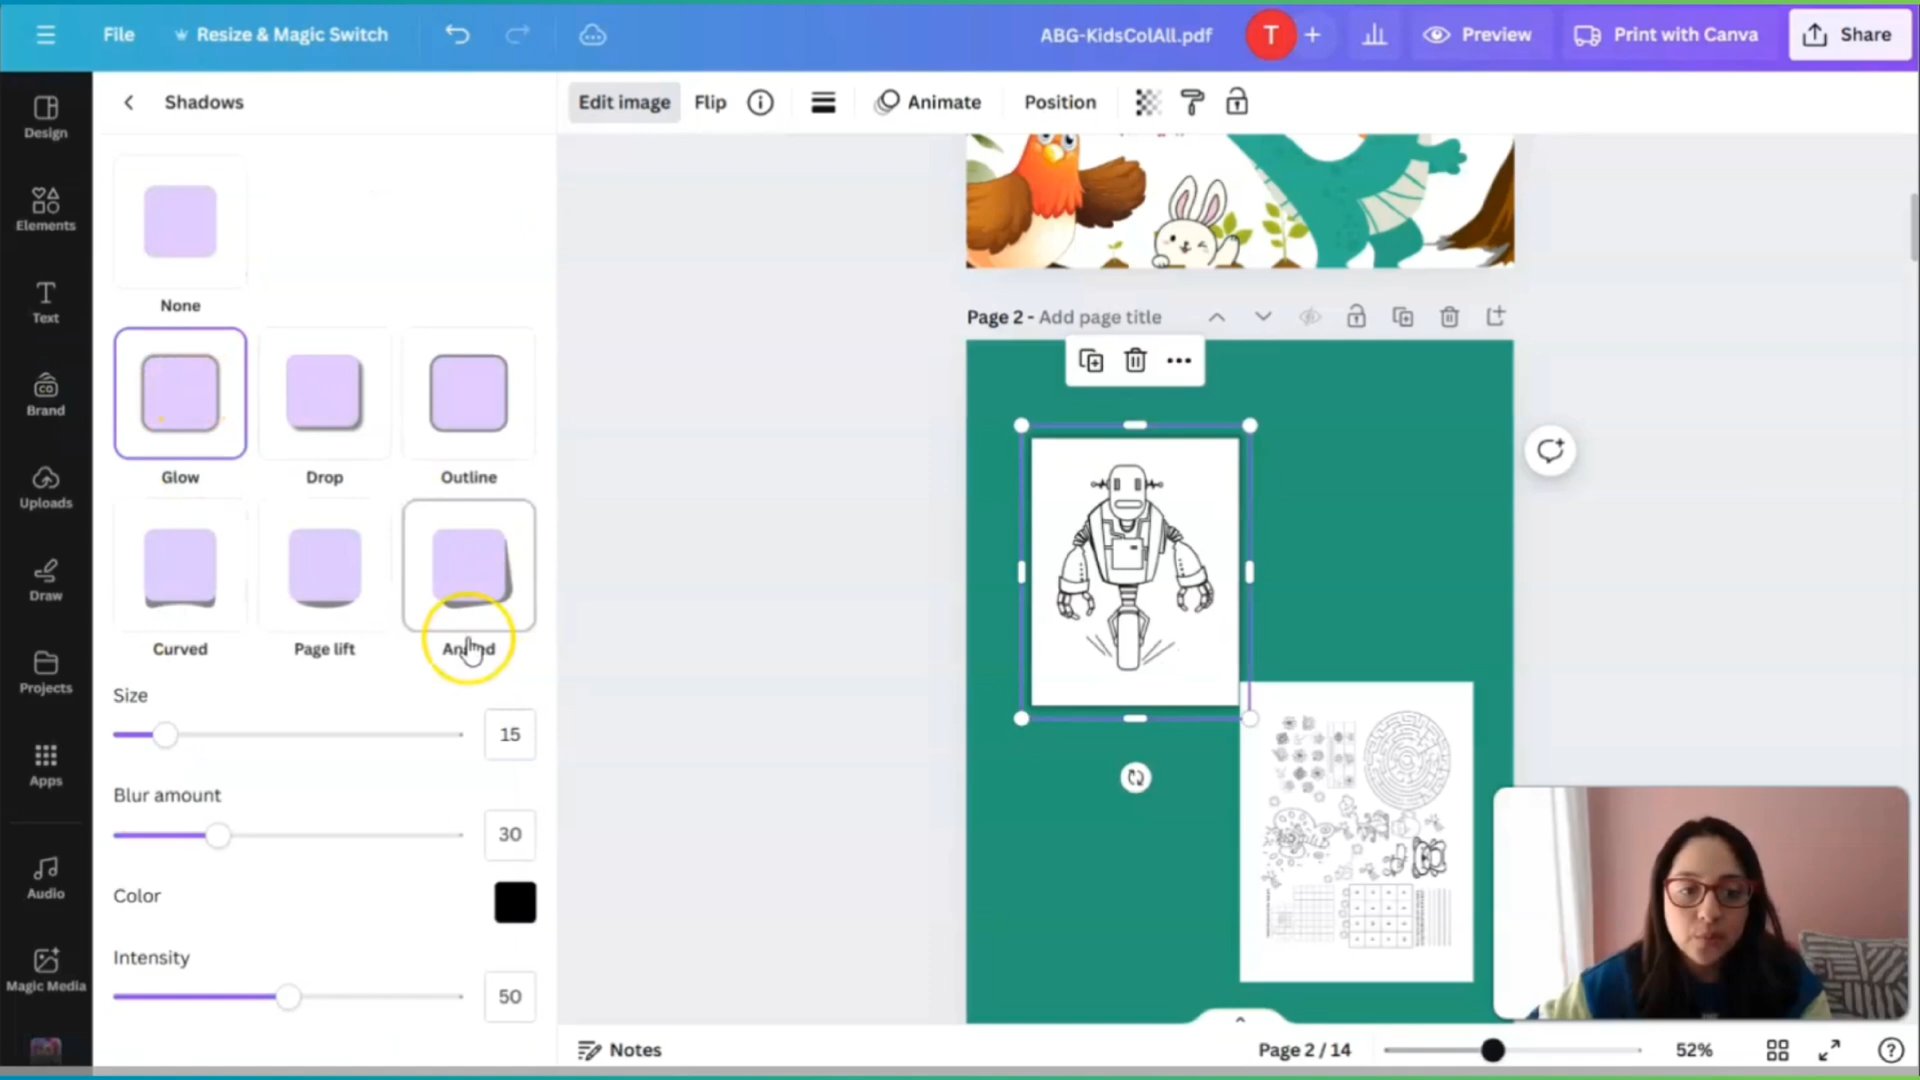 File
Resize & Magic Switch
ABG-KidsColAll.pdf
T
Preview
Print with Canva
Share
Design
Elements
Text
Brand
Uploads
Draw
Projects
Apps
Audio
Magic Media
Shadows
None
Glow
Drop
Outline
Curved
Page lift
Size
15
Blur amount
30
Color
Intensity
50
Edit image
Flip
Animate
Position
Page 2 - Add page title
Notes
Page 2 / 14
52%